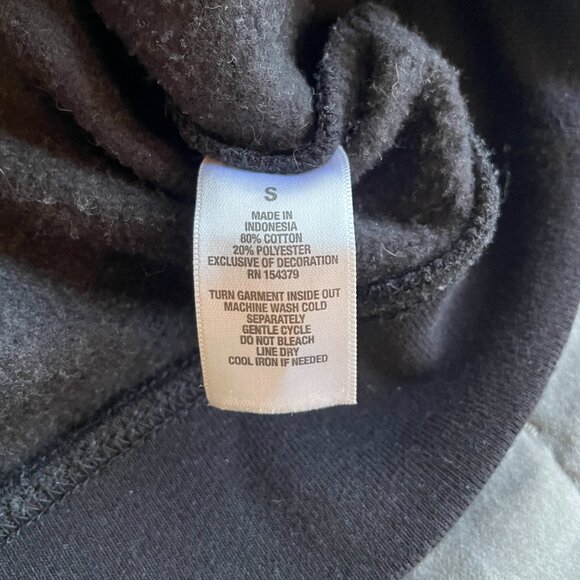 S
MADE IN
INDONESIA
80% COTTON
20% POLYESTER
EXCLUSIVE OF DECORATION
RN 154379
TURN GARMENT INSIDE OUT
MACHINE WASH COLD
SEPARATELY
GENTLE CYCLE
DO NOT BLEACH
LINE DRY
COOL IRON IF NEEDED